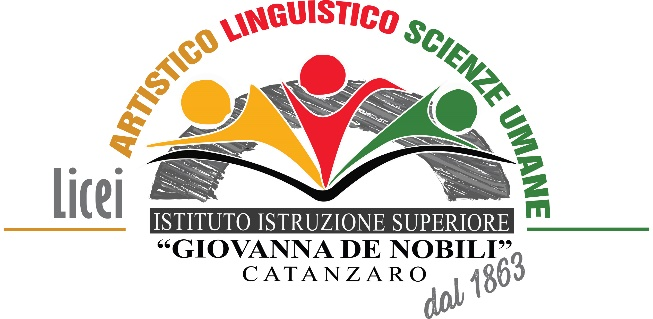 Licei
ARTISTICO LINGUISTICO SCIENZE UMANE
ISTITUTO ISTRUZIONE SUPERIORE
“GIOVANNA DE NOBILI”
CATANZARO
dal 1863